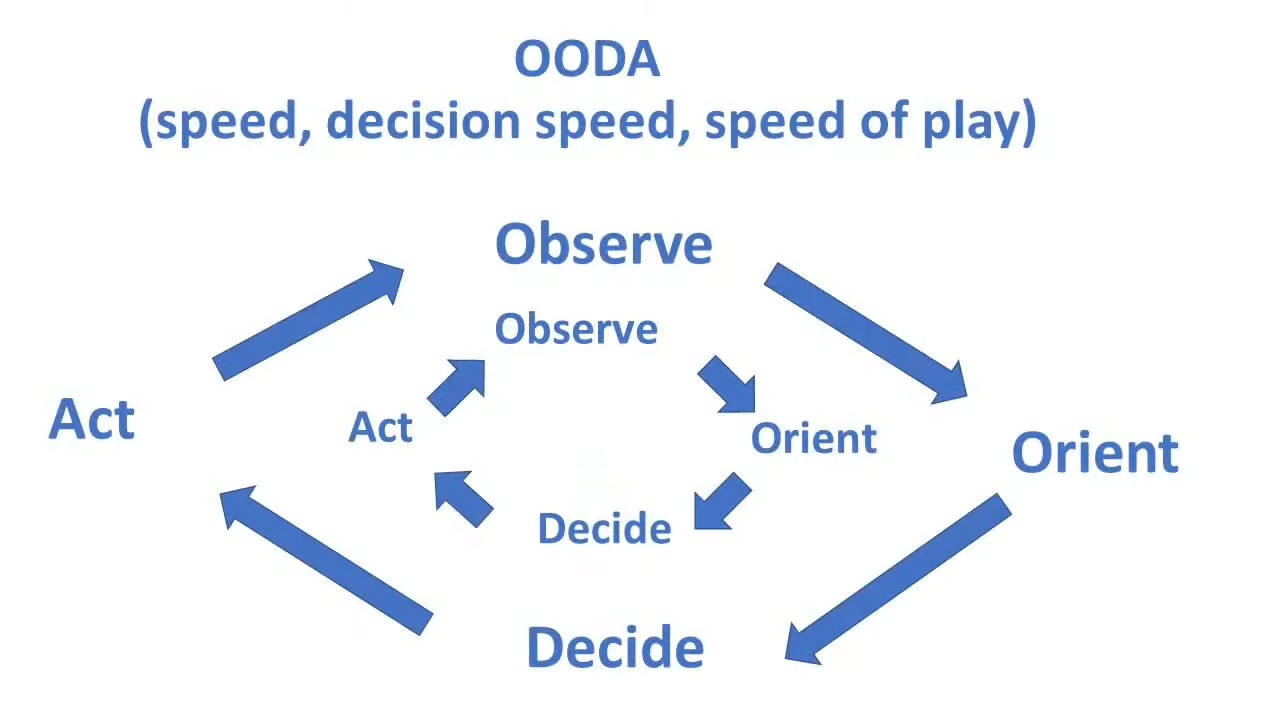 OODA
(speed, decision speed, speed of play)
Observe
Observe
Act
Act
Orient
Orient
Decide
Decide